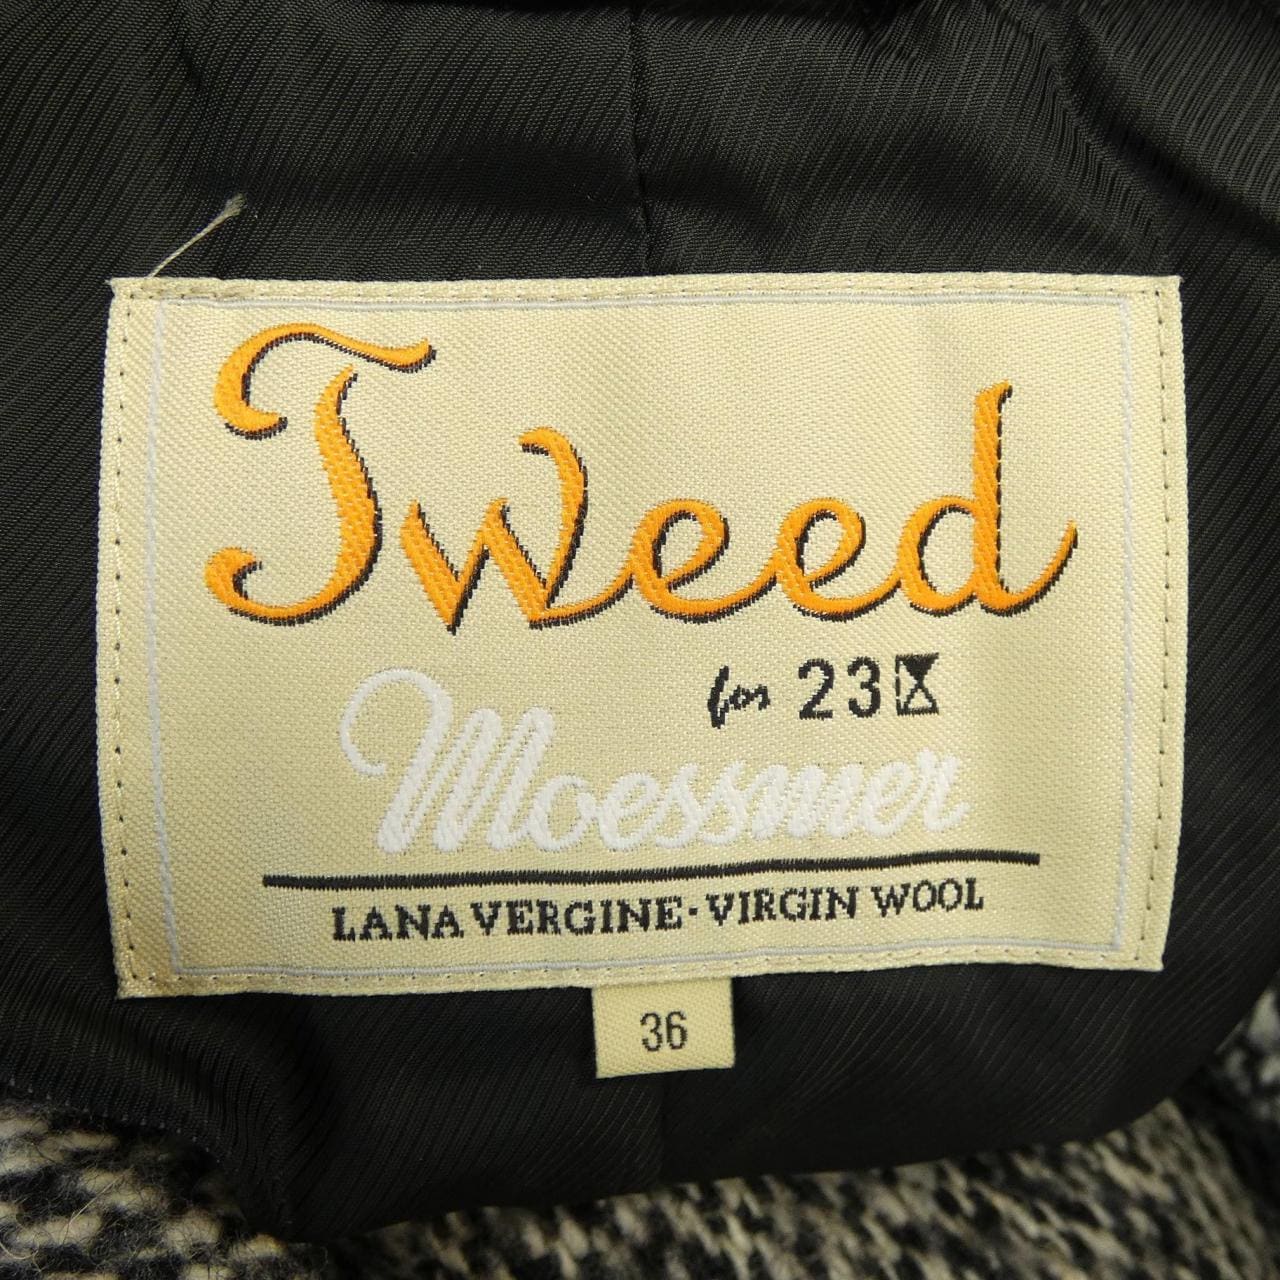 Tweed
for 23区
Moessmer
LANA VERGINE·VIRGIN WOOL
36